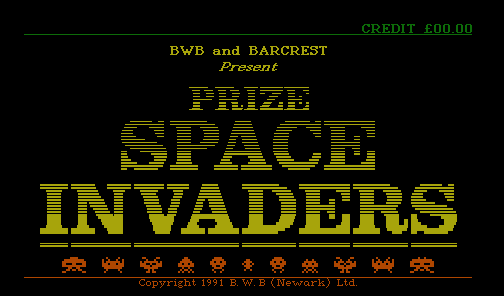 CREDIT £00.00
BWB and BARCREST
Present
PRIZE
SPACE
INVADERS
Copyright 1991 B.W.B (Newark) Ltd.